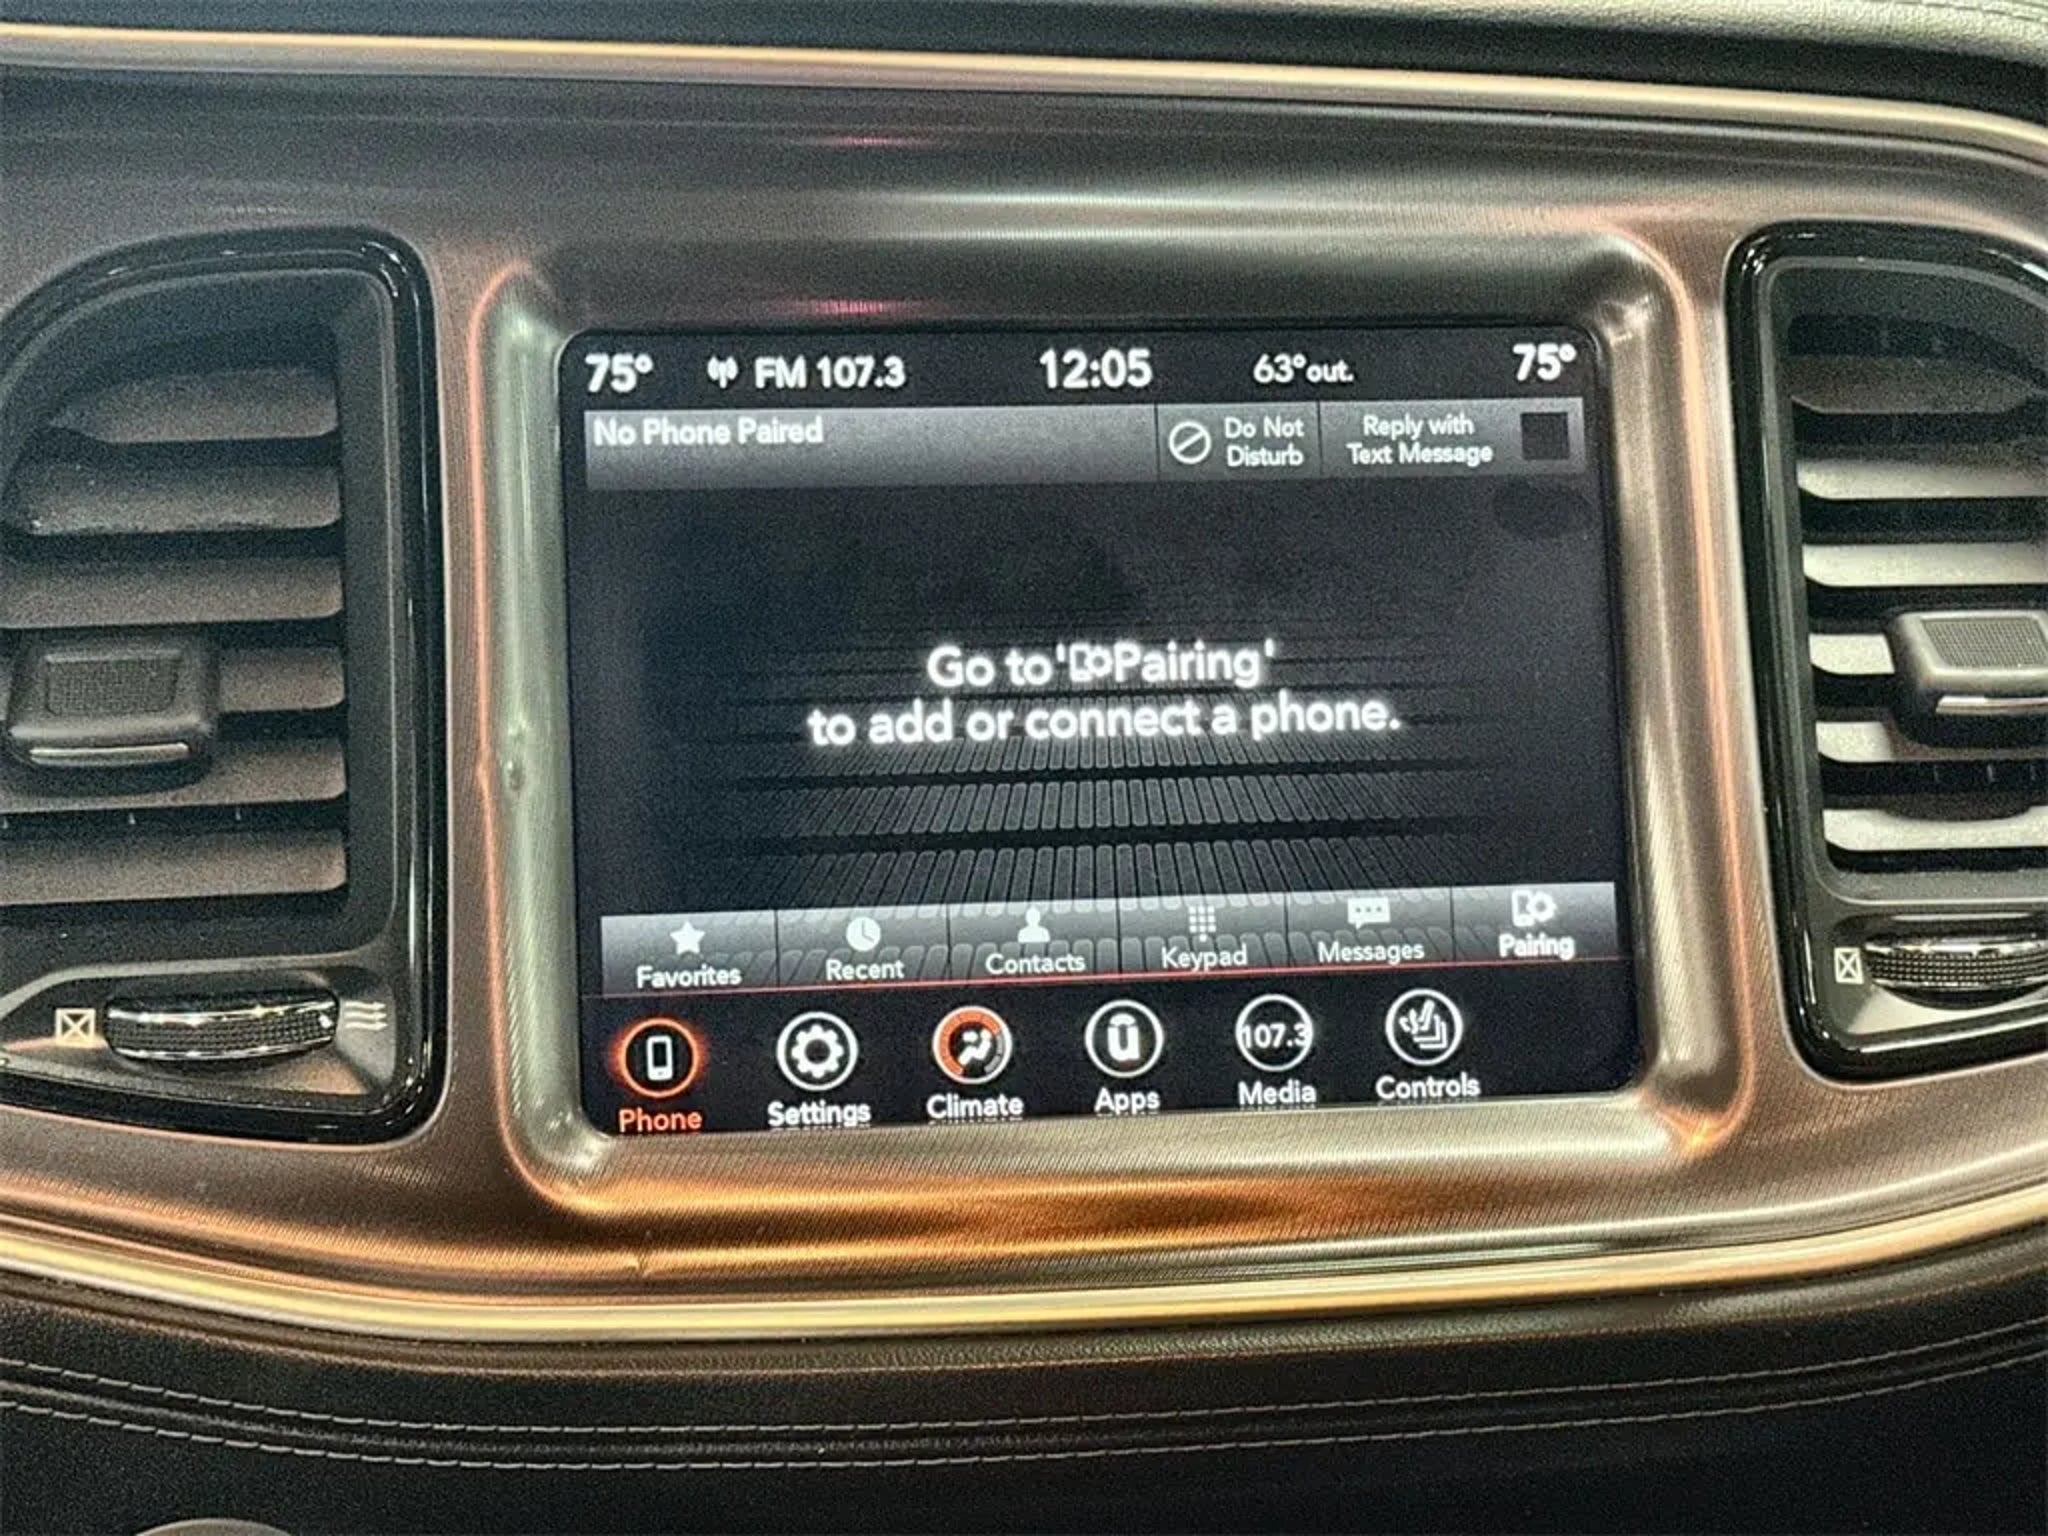 75° FM 107.3 12:05 63°out. 75°
No Phone Paired
Do Not
Disturb
Reply with
Text Message
Go to 'Pairing'
to add or connect a phone.
Favorites Recent Contacts Keypad Messages Pairing
107.3
Phone Settings Climate Apps Media Controls